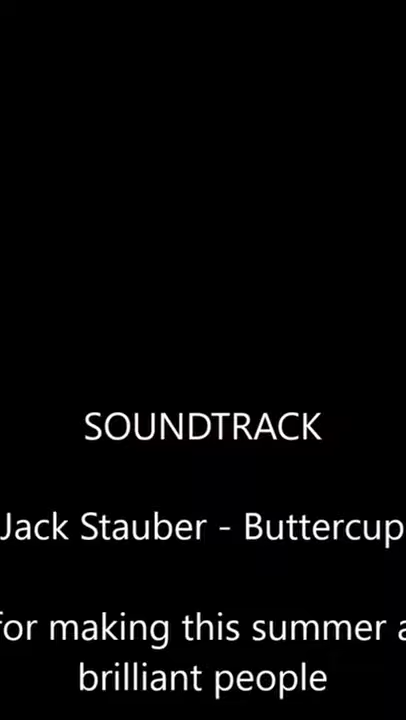 SOUNDTRACK
Jack Stauber - Buttercup
for making this summer a
brilliant people